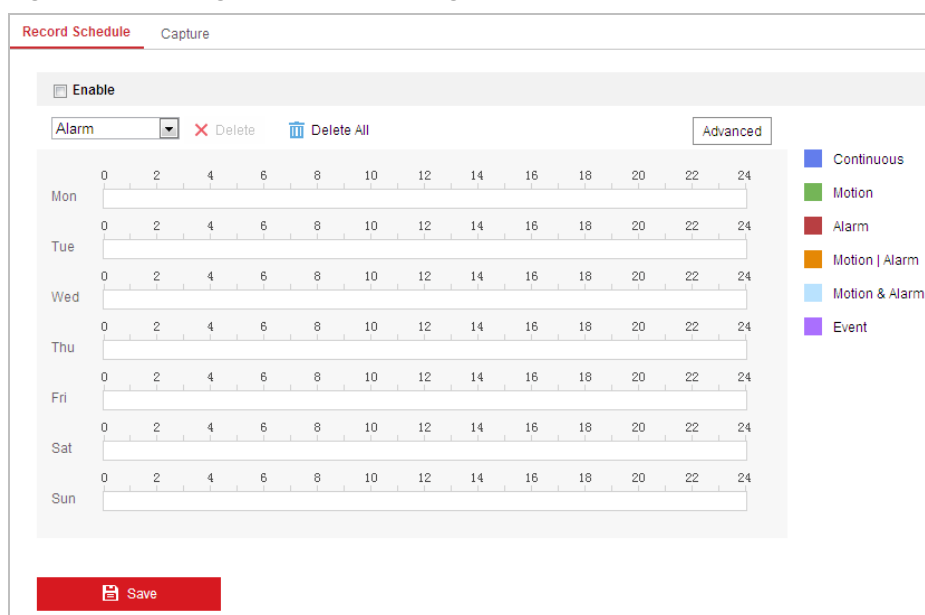 Record Schedule Capture
Enable
Alarm Delete Delete All Advanced
Continuous
Motion
Alarm
Motion | Alarm
Motion & Alarm
Event
0 2 4 6 8 10 12 14 16 18 20 22 24
Mon
0 2 4 6 8 10 12 14 16 18 20 22 24
Tue
0 2 4 6 8 10 12 14 16 18 20 22 24
Wed
0 2 4 6 8 10 12 14 16 18 20 22 24
Thu
0 2 4 6 8 10 12 14 16 18 20 22 24
Fri
0 2 4 6 8 10 12 14 16 18 20 22 24
Sat
0 2 4 6 8 10 12 14 16 18 20 22 24
Sun
Save